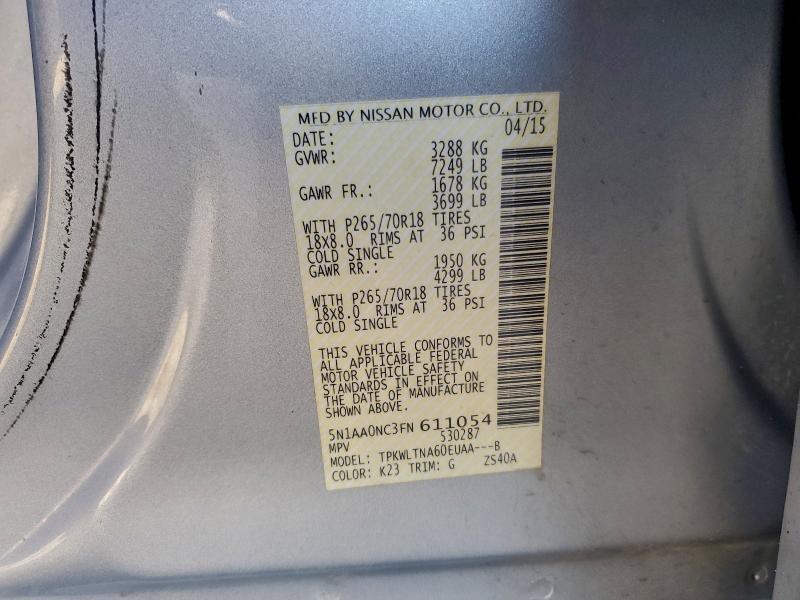 MFD BY NISSAN MOTOR CO., LTD.
DATE: 04/15
GVWR: 3288 KG
7249 LB
GAWR FR.: 1678 KG
3699 LB
WITH P265/70R18 TIRES
18X8.0 RIMS AT 36 PSI
COLD SINGLE
GAWR RR.: 1950 KG
4299 LB
WITH P265/70R18 TIRES
18X8.0 RIMS AT 36 PSI
COLD SINGLE
THIS VEHICLE CONFORMS TO
ALL APPLICABLE FEDERAL
MOTOR VEHICLE SAFETY
STANDARDS IN EFFECT ON
THE DATE OF MANUFACTURE
SHOWN ABOVE.
5N1AA0NC3FN 611054
MPV 530287
MODEL: TPKWLTNA60EUAA---B
COLOR: K23 TRIM: G ZS40A